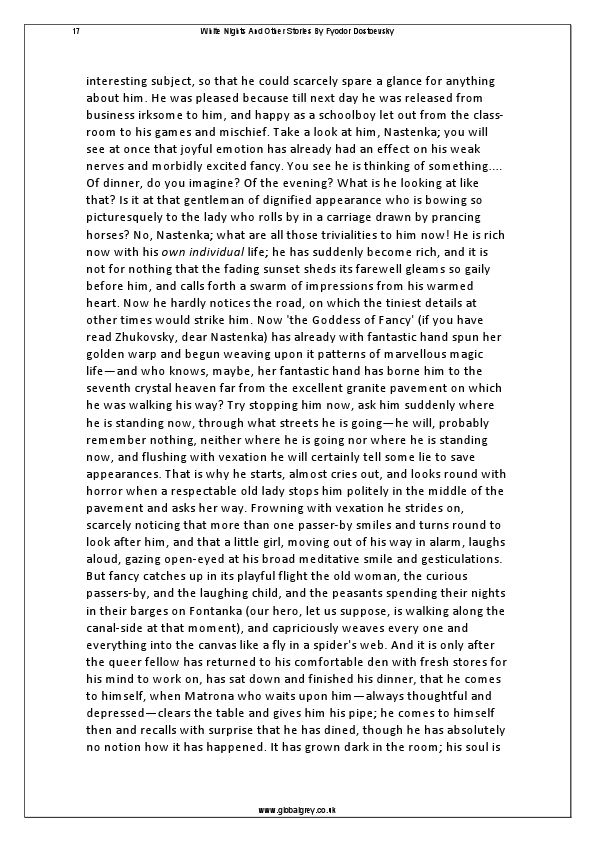 17 White Nights And Other Stories By Fyodor Dostoevsky
interesting subject, so that he could scarcely spare a glance for anything
about him. He was pleased because till next day he was released from
business irksome to him, and happy as a schoolboy let out from the class-
room to his games and mischief. Take a look at him, Nastenka; you will
see at once that joyful emotion has already had an effect on his weak
nerves and morbidly excited fancy. You see he is thinking of something....
Of dinner, do you imagine? Of the evening? What is he looking at like
that? Is it at that gentleman of dignified appearance who is bowing so
picturesquely to the lady who rolls by in a carriage drawn by prancing
horses? No, Nastenka; what are all those trivialities to him now! He is rich
now with his own individual life; he has suddenly become rich, and it is
not for nothing that the fading sunset sheds its farewell gleams so gaily
before him, and calls forth a swarm of impressions from his warmed
heart. Now he hardly notices the road, on which the tiniest details at
other times would strike him. Now 'the Goddess of Fancy' (if you have
read Zhukovsky, dear Nastenka) has already with fantastic hand spun her
golden warp and begun weaving upon it patterns of marvellous magic
life—and who knows, maybe, her fantastic hand has borne him to the
seventh crystal heaven far from the excellent granite pavement on which
he was walking his way? Try stopping him now, ask him suddenly where
he is standing now, through what streets he is going—he will, probably
remember nothing, neither where he is going nor where he is standing
now, and flushing with vexation he will certainly tell some lie to save
appearances. That is why he starts, almost cries out, and looks round with
horror when a respectable old lady stops him politely in the middle of the
pavement and asks her way. Frowning with vexation he strides on,
scarcely noticing that more than one passer-by smiles and turns round to
look after him, and that a little girl, moving out of his way in alarm, laughs
aloud, gazing open-eyed at his broad meditative smile and gesticulations.
But fancy catches up in its playful flight the old woman, the curious
passers-by, and the laughing child, and the peasants spending their nights
in their barges on Fontanka (our hero, let us suppose, is walking along the
canal-side at that moment), and capriciously weaves every one and
everything into the canvas like a fly in a spider's web. And it is only after
the queer fellow has returned to his comfortable den with fresh stores for
his mind to work on, has sat down and finished his dinner, that he comes
to himself, when Matrona who waits upon him—always thoughtful and
depressed—clears the table and gives him his pipe; he comes to himself
then and recalls with surprise that he has dined, though he has absolutely
no notion how it has happened. It has grown dark in the room; his soul is
www.globalgrey.co.uk